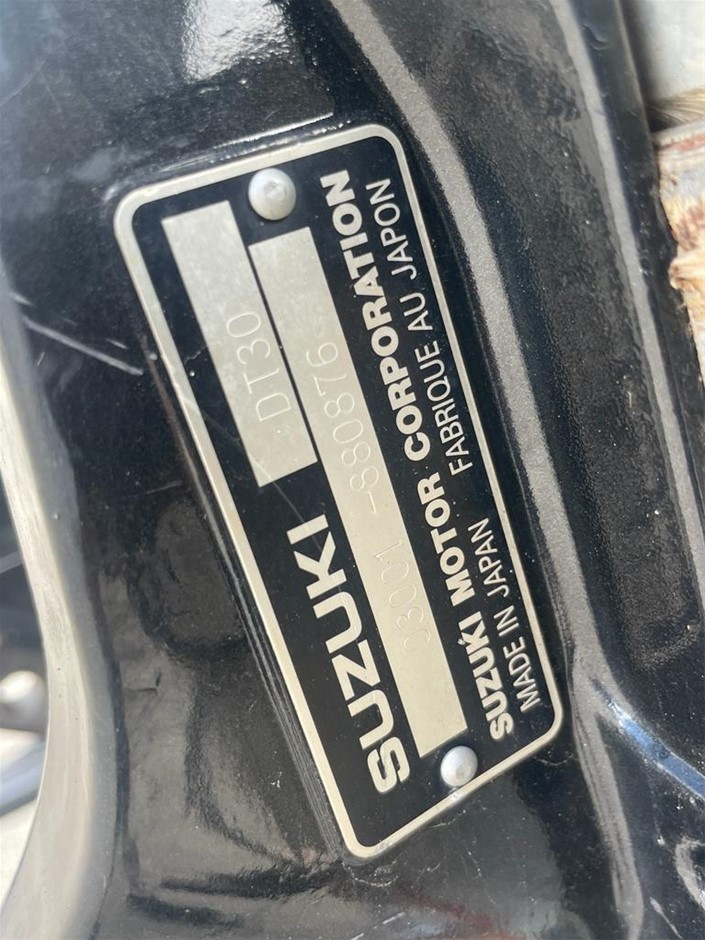 SUZUKI DT30
03001-880876
SUZUKI MOTOR CORPORATION
MADE IN JAPAN FABRIQUE AU JAPON